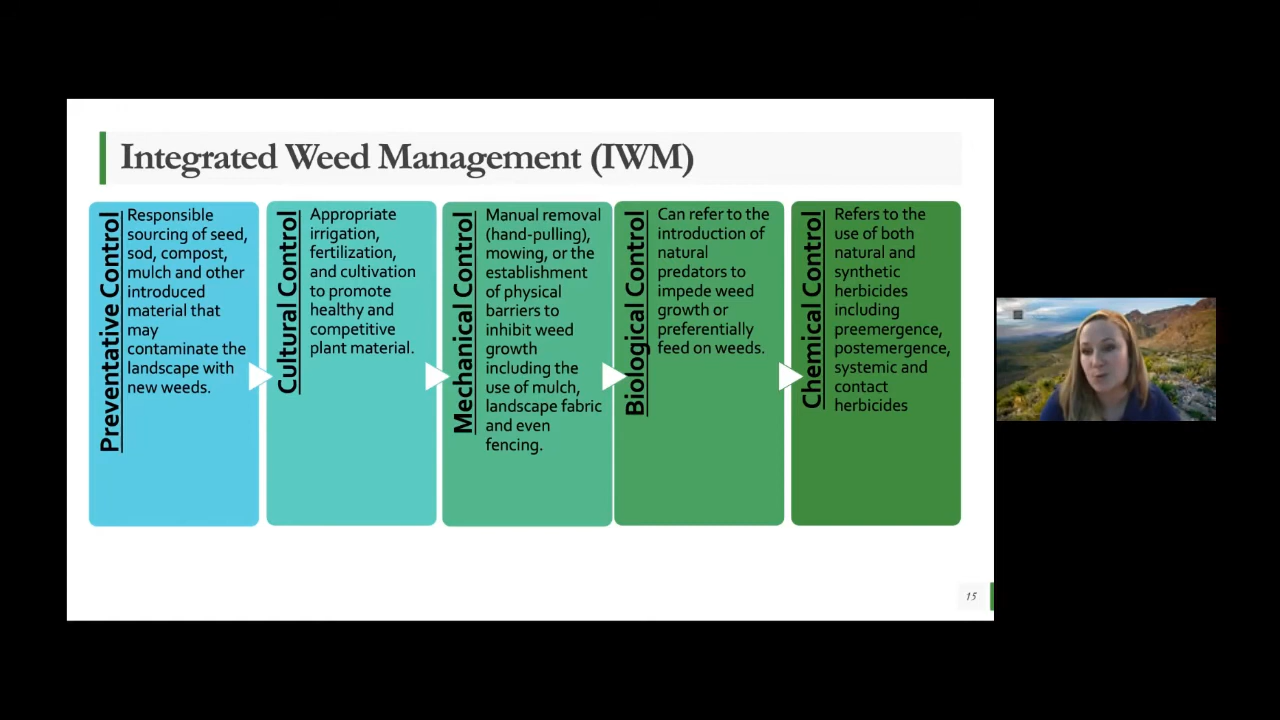 Integrated Weed Management (IWM)
Preventative Control
Responsible
sourcing of seed,
sod, compost,
mulch and other
introduced
material that
may
contaminate the
landscape with
new weeds.
Cultural Control
Appropriate
irrigation,
fertilization,
and cultivation
to promote
healthy and
competitive
plant material.
Mechanical Control
Manual removal
(hand-pulling),
mowing, or the
establishment
of physical
barriers to
inhibit weed
growth
including the
use of mulch,
landscape fabric
and even
fencing.
Biological Control
Can refer to the
introduction of
natural
predators to
impede weed
growth or
preferentially
feed on weeds.
Chemical Control
Refers to the
use of both
natural and
synthetic
herbicides
including
preemergence,
postemergence,
systemic and
contact
herbicides
15